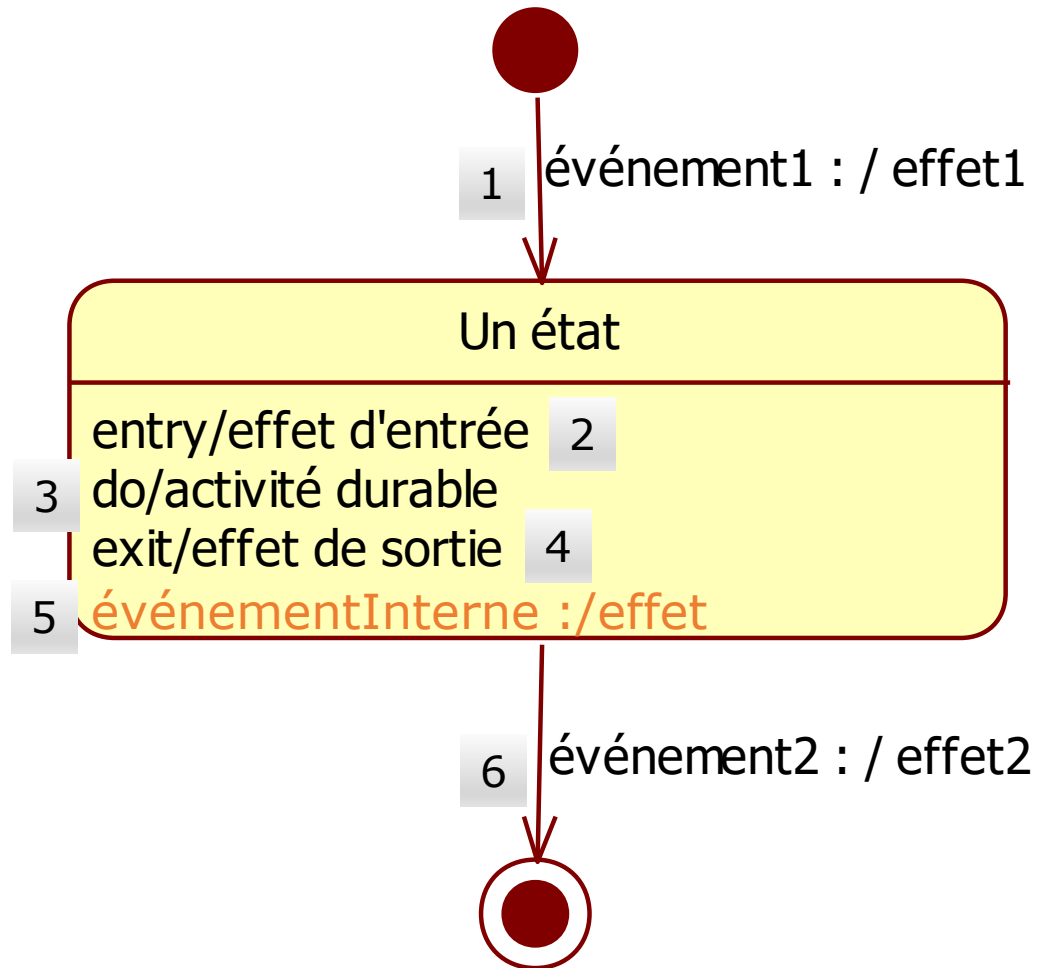 1 événement1 : / effet1
Un état
entry/effet d'entrée 2
3 do/activité durable
exit/effet de sortie 4
5 événementInterne :/effet
6 événement2 : / effet2